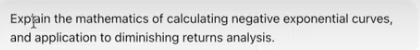 Explain the mathematics of calculating negative exponential curves,
and application to diminishing returns analysis.